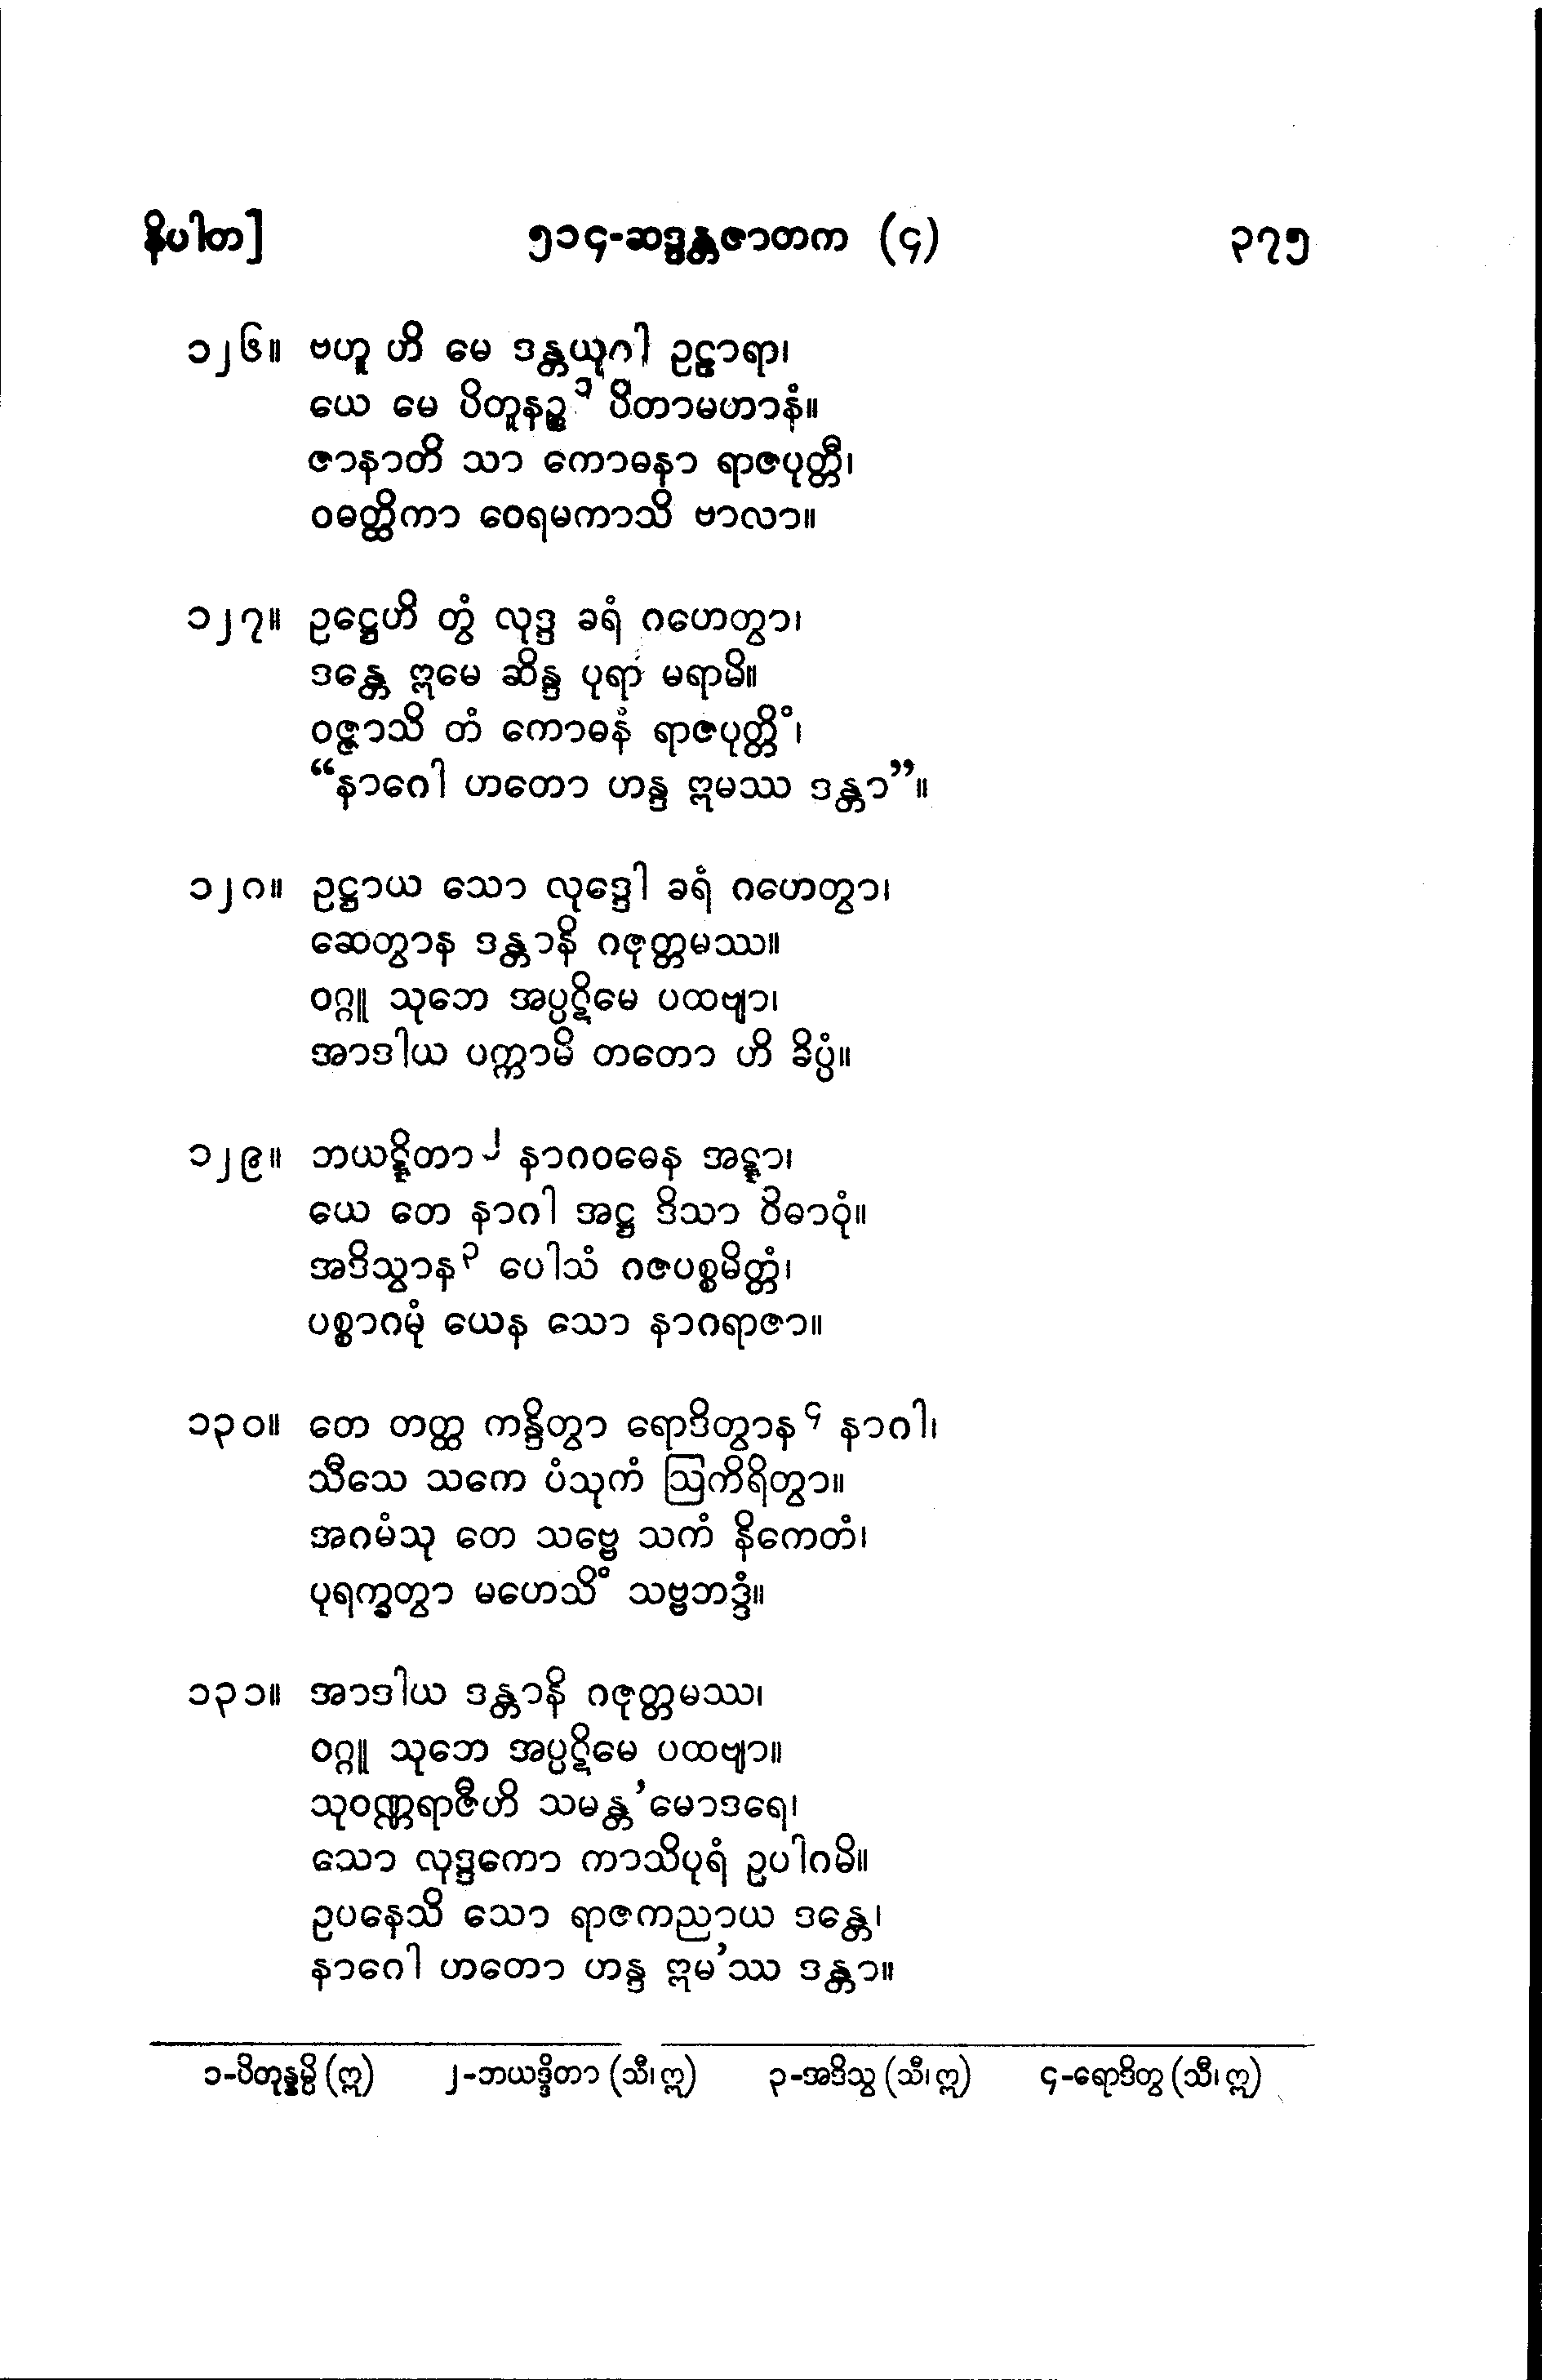 နိပါတ]	၅၁၄-ဆဒ္ဒန္တဇာတက (၄)	၃၇၅
၁၂၆။ ဗဟူ ဟိ မေ ဒန္တယုဂါ ဥဠာရာ၊
ယေ မေ ပိတူနဉ္စ ၁ ပိတာမဟာနံ။
ဇာနာတိ သာ ကောဓနာ ရာဇပုတ္တီ၊
ဝဓတ္ထိကာ ဝေရမကာသိ ဗာလာ။
၁၂၇။ ဥဋ္ဌေဟိ တွံ လုဒ္ဒ ခရံ ဂဟေတွာ၊
ဒန္တေ ဣမေ ဆိန္ဒ ပုရာ မရာမိ။
ဝဇ္ဇာသိ တံ ကောဓနံ ရာဇပုတ္တိံ၊
“နာဂေါ ဟတော ဟန္ဒ ဣမဿ ဒန္တာ”။
၁၂၈။ ဥဋ္ဌာယ သော လုဒ္ဒေါ ခရံ ဂဟေတွာ၊
ဆေတွာန ဒန္တာနိ ဂဇုတ္တမဿ။
ဝဂ္ဂူ သုဘေ အပ္ပဋိမေ ပထဗျာ၊
အာဒါယ ပက္ကာမိ တတော ဟိ ခိပ္ပံ။
၁၂၉။ ဘယဋ္ဋိတာ ၂ နာဂဝဓေန အဋ္ဋာ၊
ယေ တေ နာဂါ အဋ္ဌ ဒိသာ ဝိဓာဝုံ။
အဒိသွာန ၃ ပေါသံ ဂဇပစ္စမိတ္တံ၊
ပစ္စာဂမုံ ယေန သော နာဂရာဇာ။
၁၃၀။ တေ တတ္ထ ကန္ဒိတွာ ရောဒိတွာန ၄ နာဂါ၊
သီသေ သကေ ပံသုကံ ဩကိရိတွာ။
အဂမံသု တေ သဗ္ဗေ သကံ နိကေတံ၊
ပုရက္ခတွာ မဟေသိံ သဗ္ဗဘဒ္ဒံ။
၁၃၁။ အာဒါယ ဒန္တာနိ ဂဇုတ္တမဿ၊
ဝဂ္ဂူ သုဘေ အပ္ပဋိမေ ပထဗျာ။
သုဝဏ္ဏရာဇီဟိ သမန္တ’မောဒရေ၊
သော လုဒ္ဒကော ကာသိပုရံ ဥပါဂမိ။
ဥပနေသိ သော ရာဇကညာယ ဒန္တေ၊
နာဂေါ ဟတော ဟန္ဒ ဣမ’ဿ ဒန္တာ။
၁-ပိတုန္နမ္ပိ (ဣ)	၂-ဘယဒ္ဒိတာ (သီ၊ ဣ)	၃-အဒိသွ (သီ၊ ဣ)	၄-ရောဒိတွ (သီ၊ ဣ)